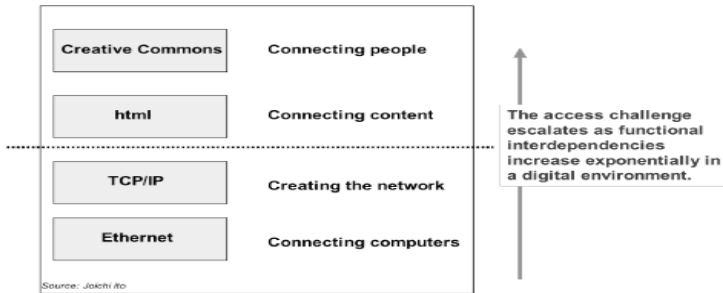 Creative Commons Connecting people
html Connecting content
The access challenge
escalates as functional
interdependencies
increase exponentially in
a digital environment.
TCP/IP Creating the network
Ethernet Connecting computers
Source: Joichi Ito